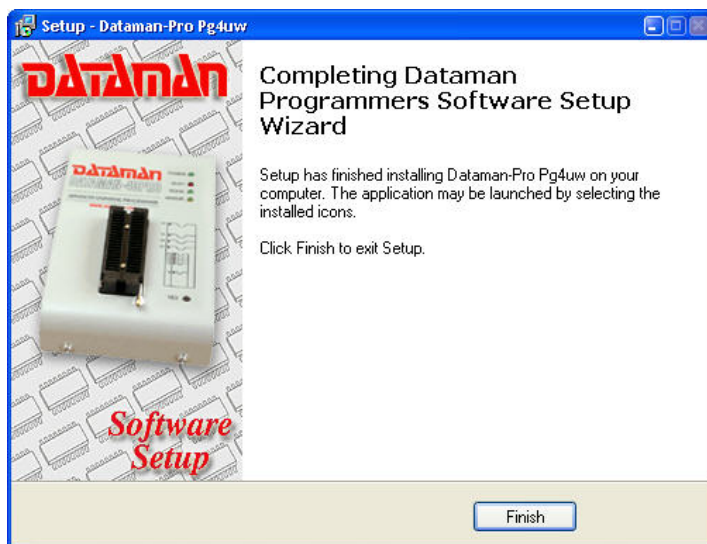 Setup - Dataman-Pro Pg4uw
DATAMAN
Completing Dataman
Programmers Software Setup
Wizard
Setup has finished installing Dataman-Pro Pg4uw on your
computer. The application may be launched by selecting the
installed icons.
Click Finish to exit Setup.
DATAMAN
YES
Software
Setup
Finish